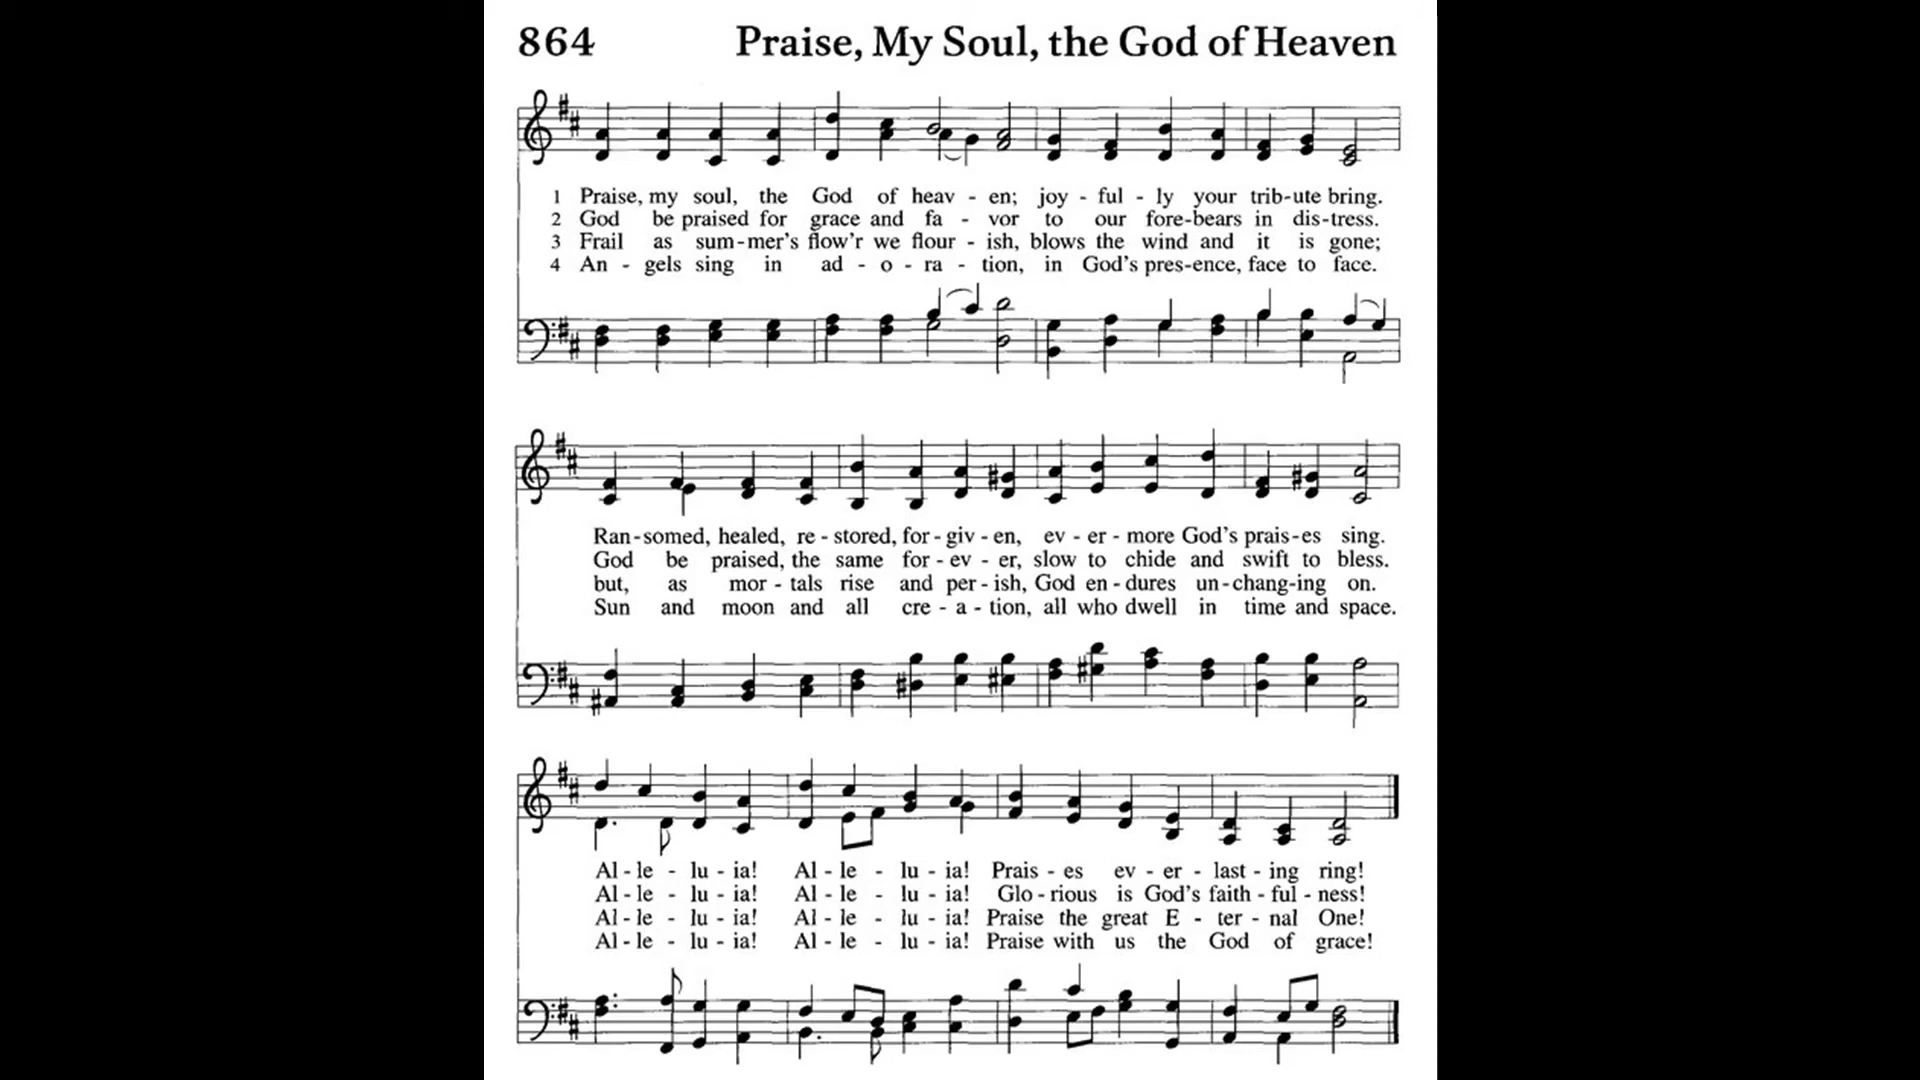 864 Praise, My Soul, the God of Heaven
1 Praise, my soul, the God of heav - en; joy - ful - ly your trib-ute bring.
2 God be praised for grace and fa - vor to our fore-bears in dis-tress.
3 Frail as sum-mer's flow'r we flour - ish, blows the wind and it is gone;
4 An - gels sing in ad - o - ra - tion, in God's pres-ence, face to face.
Ran-somed, healed, re - stored, for - giv - en, ev - er - more God's prais-es sing.
God be praised, the same for - ev - er, slow to chide and swift to bless.
but, as mor - tals rise and per - ish, God en - dures un-chang-ing on.
Sun and moon and all cre - a - tion, all who dwell in time and space.
Al - le - lu - ia! Al - le - lu - ia! Prais - es ev - er - last - ing ring!
Al - le - lu - ia! Al - le - lu - ia! Glo - rious is God's faith - ful - ness!
Al - le - lu - ia! Al - le - lu - ia! Praise the great E - ter - nal One!
Al - le - lu - ia! Al - le - lu - ia! Praise with us the God of grace!